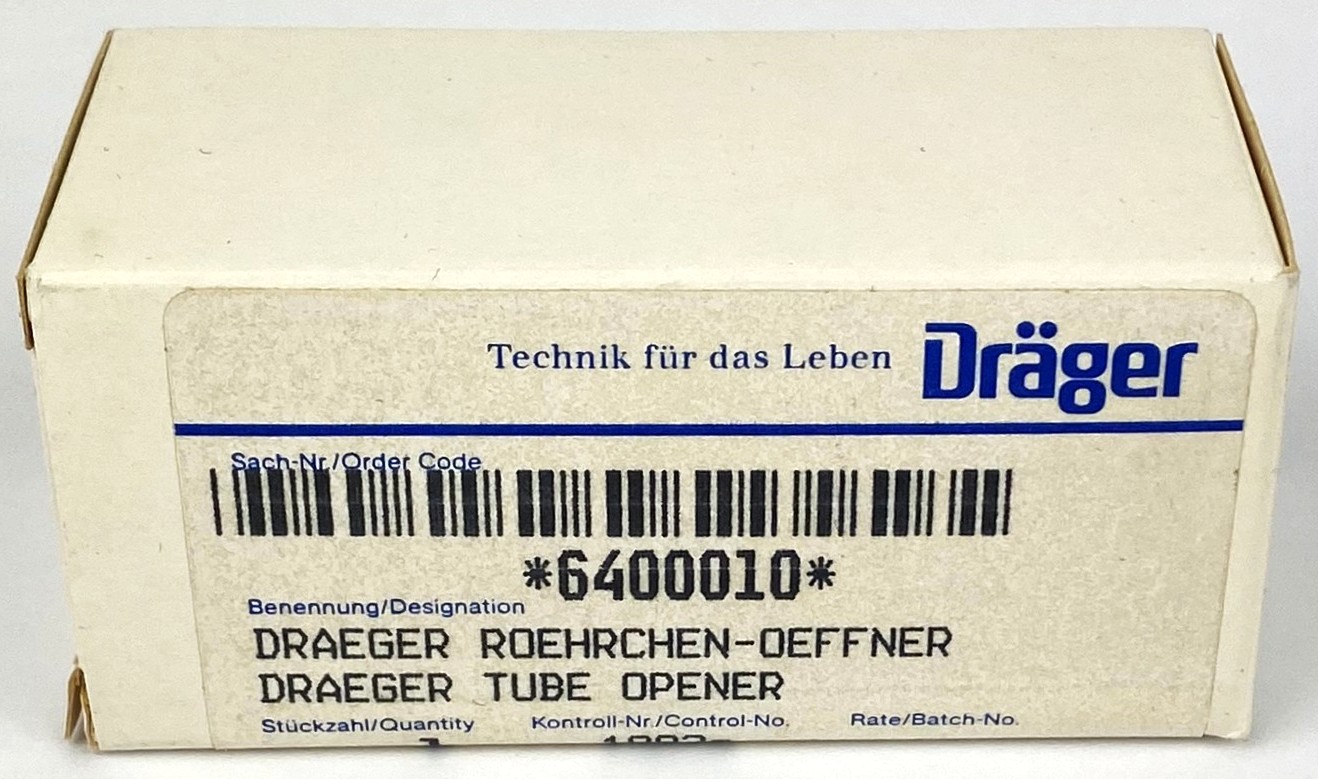 Technik für das Leben Dräger
Sach-Nr./Order Code
*6400010*
Benennung/Designation
DRAEGER ROEHRCHEN-OEFFNER
DRAEGER TUBE OPENER
Stückzahl/Quantity Kontroll-Nr./Control-No. Rate/Batch-No.